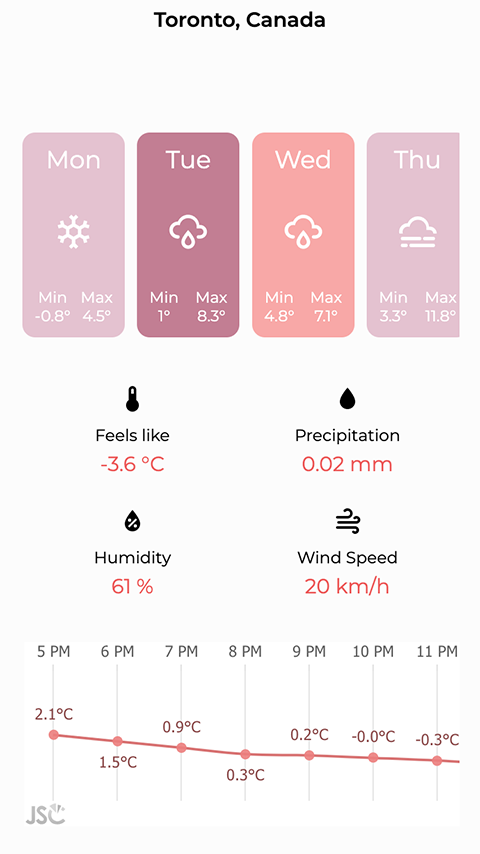 Toronto, Canada
Mon Tue Wed Thu
Min Max Min Max Min Max Min Max
-0.8° 4.5° 1° 8.3° 4.8° 7.1° 3.3° 11.8°
Feels like Precipitation
-3.6 °C 0.02 mm
Humidity Wind Speed
61 % 20 km/h
5 PM 6 PM 7 PM 8 PM 9 PM 10 PM 11 PM
2.1°C 1.5°C 0.9°C 0.3°C 0.2°C -0.0°C -0.3°C
JSC